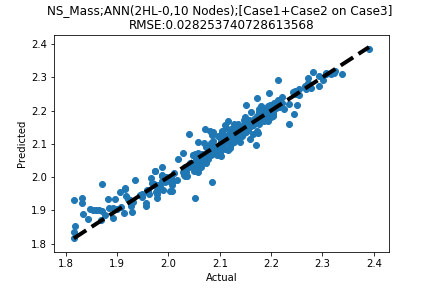 NS_Mass;ANN(2HL-0,10 Nodes);[Case1+Case2 on Case3]
RMSE:0.028253740728613568
2.4
2.3
2.2
2.1
2.0
1.9
1.8
Predicted
1.8 1.9 2.0 2.1 2.2 2.3 2.4
Actual